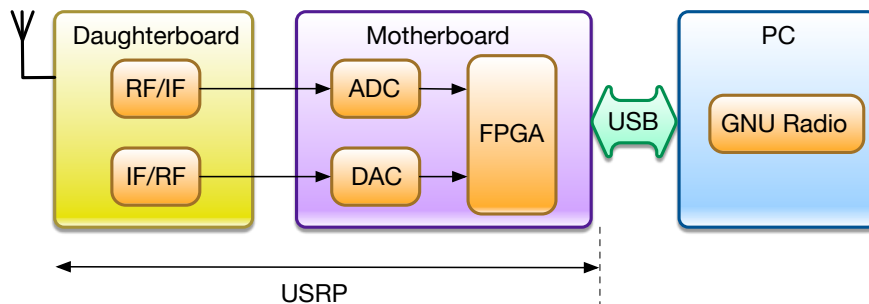 Daughterboard
Motherboard
PC
RF/IF
ADC
FPGA
USB
GNU Radio
IF/RF
DAC
USRP